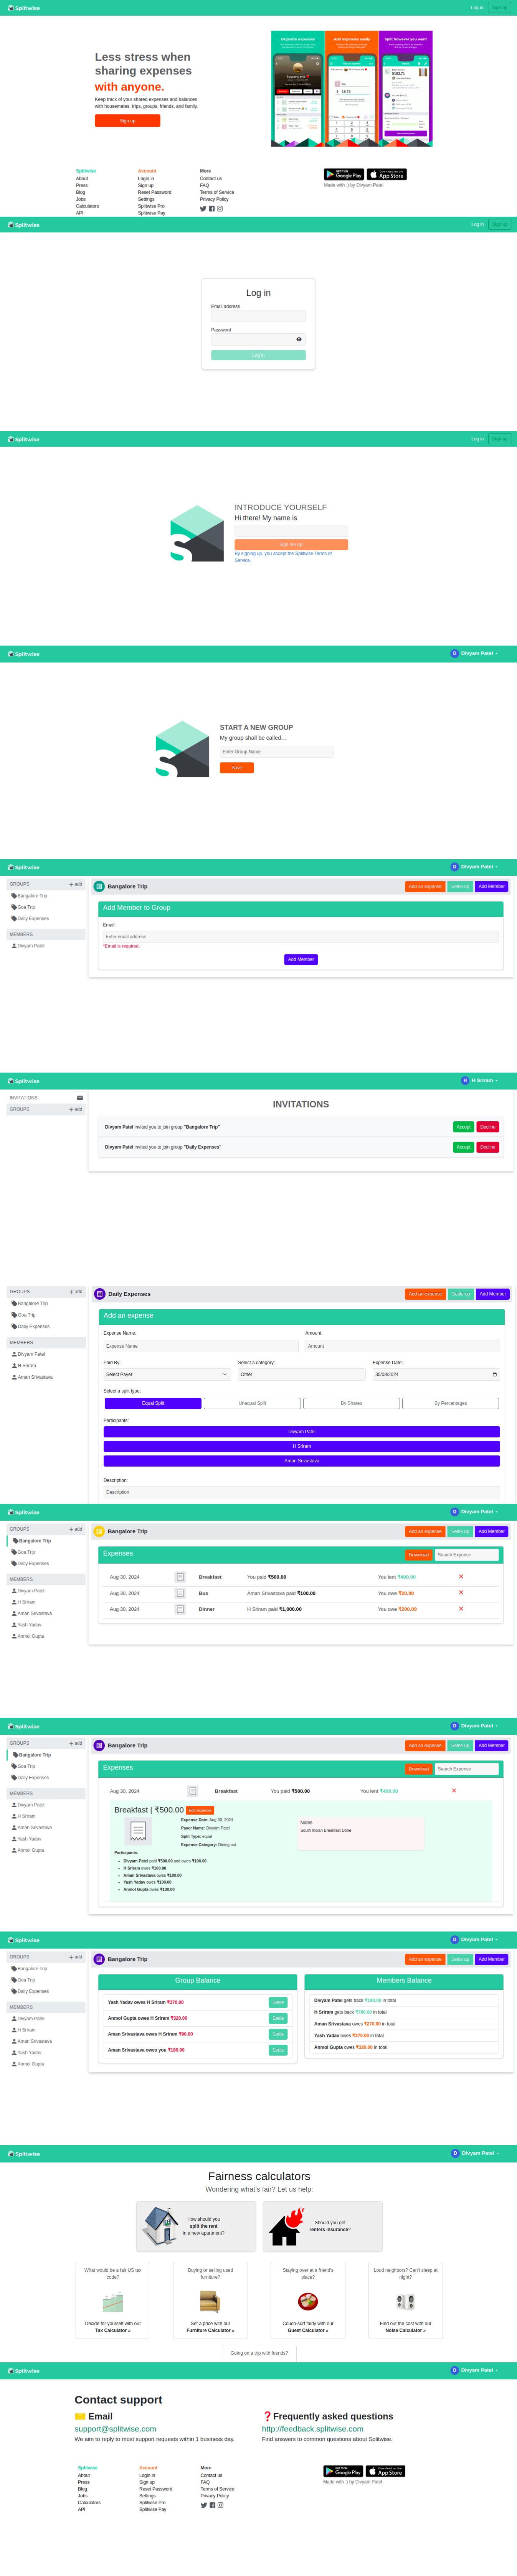 Splitwise
Log in Sign up
Less stress when
sharing expenses
with anyone.
Keep track of your shared expenses and balances
with housemates, trips, groups, friends, and family.
Sign up
Organize expenses
Add expenses easily
Split however you want
Splitwise
About
Press
Blog
Jobs
Calculators
API
Account
Login in
Sign up
Reset Password
Settings
Splitwise Pro
Splitwise Pay
More
Contact us
FAQ
Terms of Service
Privacy Policy
GET IT ON Google Play
Download on the App Store
Made with :) by Divyam Patel
Splitwise
Log in Sign up
Log in
Email address
Password
Log in
Splitwise
Log in Sign up
INTRODUCE YOURSELF
Hi there! My name is
Sign me up!
By signing up, you accept the Splitwise Terms of
Service.
Splitwise
D Divyam Patel
START A NEW GROUP
My group shall be called…
Enter Group Name
Save
Splitwise
D Divyam Patel
GROUPS + add
Bangalore Trip
Goa Trip
Daily Expenses
MEMBERS
Divyam Patel
Bangalore Trip
Add an expense Settle up Add Member
Add Member to Group
Email:
Enter email address
*Email is required.
Add Member
Splitwise
H H Sriram
INVITATIONS
GROUPS + add
INVITATIONS
Divyam Patel invited you to join group "Bangalore Trip"
Accept Decline
Divyam Patel invited you to join group "Daily Expenses"
Accept Decline
GROUPS + add
Bangalore Trip
Goa Trip
Daily Expenses
MEMBERS
Divyam Patel
H Sriram
Aman Srivastava
Daily Expenses
Add an expense Settle up Add Member
Add an expense
Expense Name: Amount:
Expense Name Amount
Paid By: Select a category: Expense Date:
Select Payer Other 30/08/2024
Select a split type:
Equal Split Unequal Split By Shares By Percentages
Participants:
Divyam Patel
H Sriram
Aman Srivastava
Description:
Description
Splitwise
D Divyam Patel
GROUPS + add
Bangalore Trip
Goa Trip
Daily Expenses
MEMBERS
Divyam Patel
H Sriram
Aman Srivastava
Yash Yadav
Anmol Gupta
Bangalore Trip
Add an expense Settle up Add Member
Expenses
Download Search Expense
Aug 30, 2024 Breakfast You paid ₹500.00 You lent ₹400.00
Aug 30, 2024 Bus Aman Srivastava paid ₹100.00 You owe ₹20.00
Aug 30, 2024 Dinner H Sriram paid ₹1,000.00 You owe ₹200.00
Splitwise
D Divyam Patel
GROUPS + add
Bangalore Trip
Goa Trip
Daily Expenses
MEMBERS
Divyam Patel
H Sriram
Aman Srivastava
Yash Yadav
Anmol Gupta
Bangalore Trip
Add an expense Settle up Add Member
Expenses
Download Search Expense
Aug 30, 2024 Breakfast You paid ₹500.00 You lent ₹400.00
Breakfast | ₹500.00 Edit expense
Expense Date: Aug 30, 2024
Payer Name: Divyam Patel
Split Type: equal
Expense Category: Dining out
Notes
South Indian Breakfast Done
Participants:
Divyam Patel paid ₹500.00 and owes ₹100.00
H Sriram owes ₹100.00
Aman Srivastava owes ₹100.00
Yash Yadav owes ₹100.00
Anmol Gupta owes ₹100.00
Splitwise
D Divyam Patel
GROUPS + add
Bangalore Trip
Goa Trip
Daily Expenses
MEMBERS
Divyam Patel
H Sriram
Aman Srivastava
Yash Yadav
Anmol Gupta
Bangalore Trip
Add an expense Settle up Add Member
Group Balance
Yash Yadav owes H Sriram ₹370.00 Settle
Anmol Gupta owes H Sriram ₹320.00 Settle
Aman Srivastava owes H Sriram ₹90.00 Settle
Aman Srivastava owes you ₹180.00 Settle
Members Balance
Divyam Patel gets back ₹180.00 in total
H Sriram gets back ₹780.00 in total
Aman Srivastava owes ₹270.00 in total
Yash Yadav owes ₹370.00 in total
Anmol Gupta owes ₹320.00 in total
Splitwise
D Divyam Patel
Fairness calculators
Wondering what's fair? Let us help:
How should you
split the rent
in a new apartment?
Should you get
renters insurance?
What would be a fair US tax
code?
Decide for yourself with our
Tax Calculator »
Buying or selling used
furniture?
Set a price with our
Furniture Calculator »
Staying over at a friend's
place?
Couch-surf fairly with our
Guest Calculator »
Loud neighbors? Can't sleep at
night?
Find out the cost with our
Noise Calculator »
Going on a trip with friends?
Splitwise
D Divyam Patel
Contact support
Email
support@splitwise.com
We aim to reply to most support requests within 1 business day.
Frequently asked questions
http://feedback.splitwise.com
Find answers to common questions about Splitwise.
Splitwise
About
Press
Blog
Jobs
Calculators
API
Account
Login in
Sign up
Reset Password
Settings
Splitwise Pro
Splitwise Pay
More
Contact us
FAQ
Terms of Service
Privacy Policy
GET IT ON Google Play
Download on the App Store
Made with :) by Divyam Patel